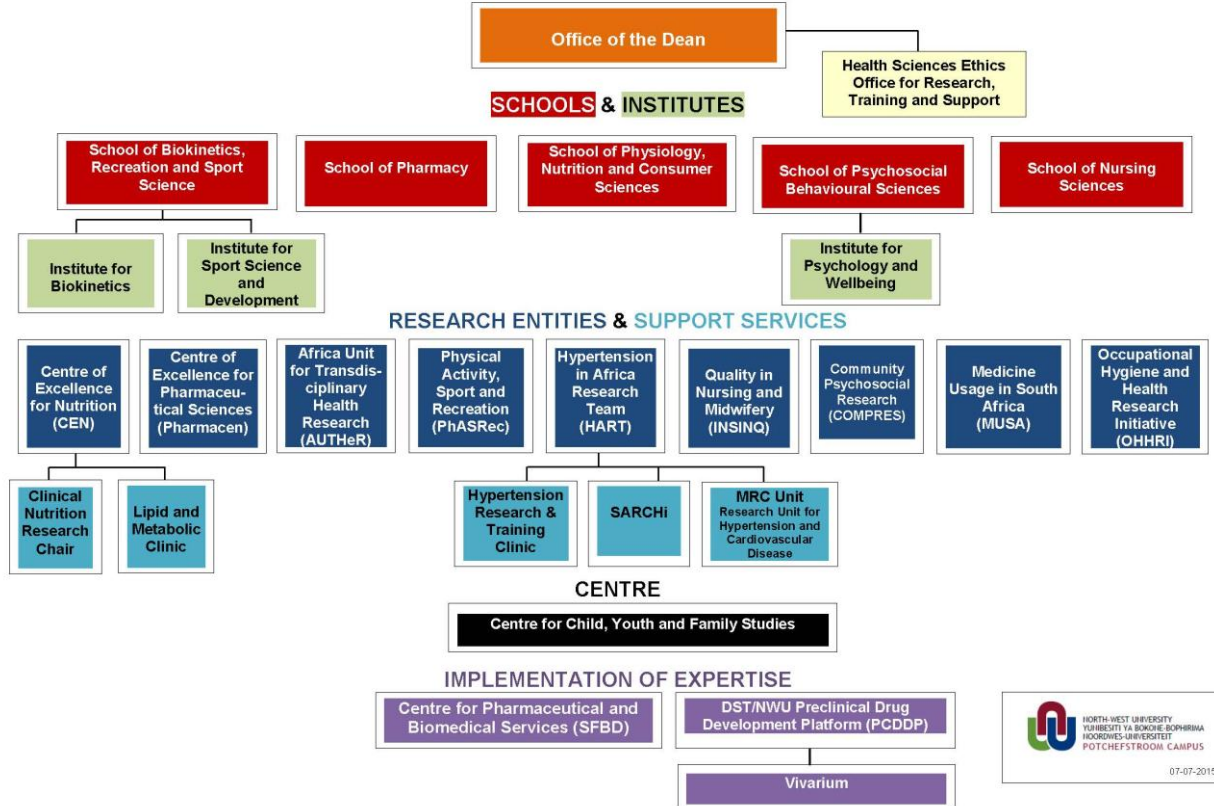 Office of the Dean
Health Sciences Ethics
Office for Research,
Training and Support
SCHOOLS & INSTITUTES
School of Biokinetics,
Recreation and Sport
Science
School of Pharmacy
School of Physiology,
Nutrition and Consumer
Sciences
School of Psychosocial
Behavioural Sciences
School of Nursing
Sciences
Institute for
Biokinetics
Institute for
Sport Science
and
Development
Institute for
Psychology and
Wellbeing
RESEARCH ENTITIES & SUPPORT SERVICES
Centre of
Excellence
for Nutrition
(CEN)
Centre of
Excellence for
Pharmaceu-
tical Sciences
(Pharmacen)
Africa Unit
for Transdis-
ciplinary
Health
Research
(AUTHeR)
Physical
Activity,
Sport and
Recreation
(PhASRec)
Hypertension
in Africa
Research
Team
(HART)
Quality in
Nursing and
Midwifery
(INSINQ)
Community
Psychosocial
Research
(COMPRES)
Medicine
Usage in South
Africa
(MUSA)
Occupational
Hygiene and
Health
Research
Initiative
(OHHRI)
Clinical
Nutrition
Research
Chair
Lipid and
Metabolic
Clinic
Hypertension
Research &
Training
Clinic
SARCHi
MRC Unit
Research Unit for
Hypertension and
Cardiovascular
Disease
CENTRE
Centre for Child, Youth and Family Studies
IMPLEMENTATION OF EXPERTISE
Centre for Pharmaceutical and
Biomedical Services (SFBD)
DST/NWU Preclinical Drug
Development Platform (PCDDP)
Vivarium
NORTH-WEST UNIVERSITY
YUNIBESITI YA BOKONE-BOPHIRIMA
NOORDWES-UNIVERSITEIT
POTCHEFSTROOM CAMPUS
07-07-2015